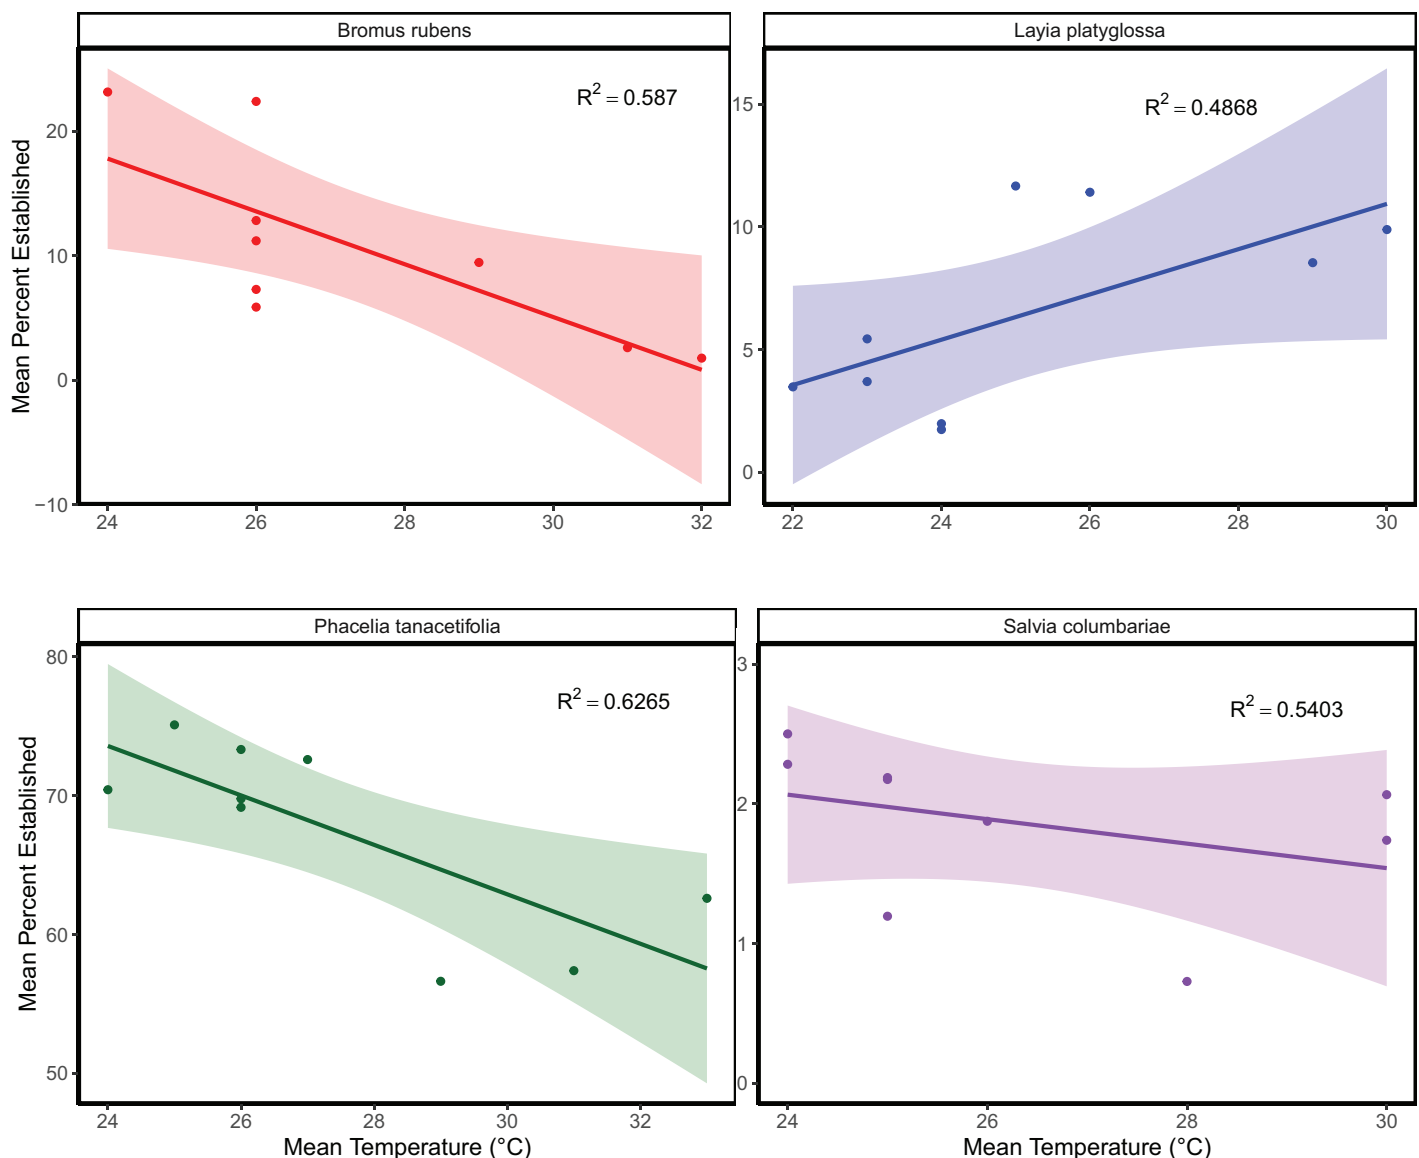 Bromus rubens
Layia platyglossa
Mean Percent Established
20
10
0
−10
R² = 0.587
24
26
28
30
32
15
10
5
0
R² = 0.4868
22
24
26
28
30
Phacelia tanacetifolia
Salvia columbariae
Mean Percent Established
80
70
60
50
R² = 0.6265
24
26
28
30
32
Mean Temperature (°C)
3
2
1
0
R² = 0.5403
24
26
28
30
Mean Temperature (°C)